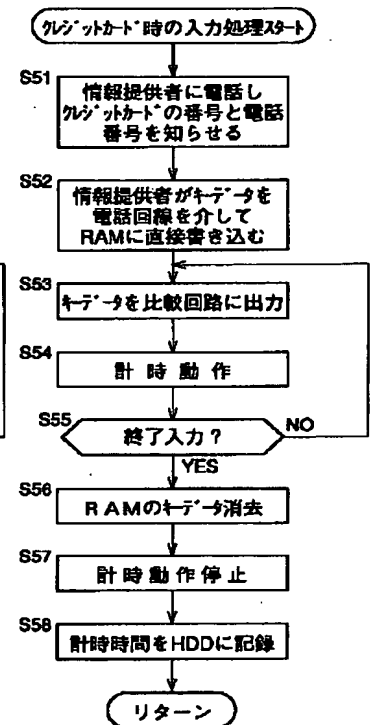 クレジットカード時の入力処理スタート
S51
情報提供者に電話し
クレジットカードの番号と電話
番号を知らせる
S52
情報提供者がキーデータを
電話回線を介して
RAMに直接書き込む
S53
キーデータを比較回路に出力
S54
計時動作
S55
終了入力?
NO
YES
S56
RAMのキーデータ消去
S57
計時動作停止
S58
計時時間をHDDに記録
リターン